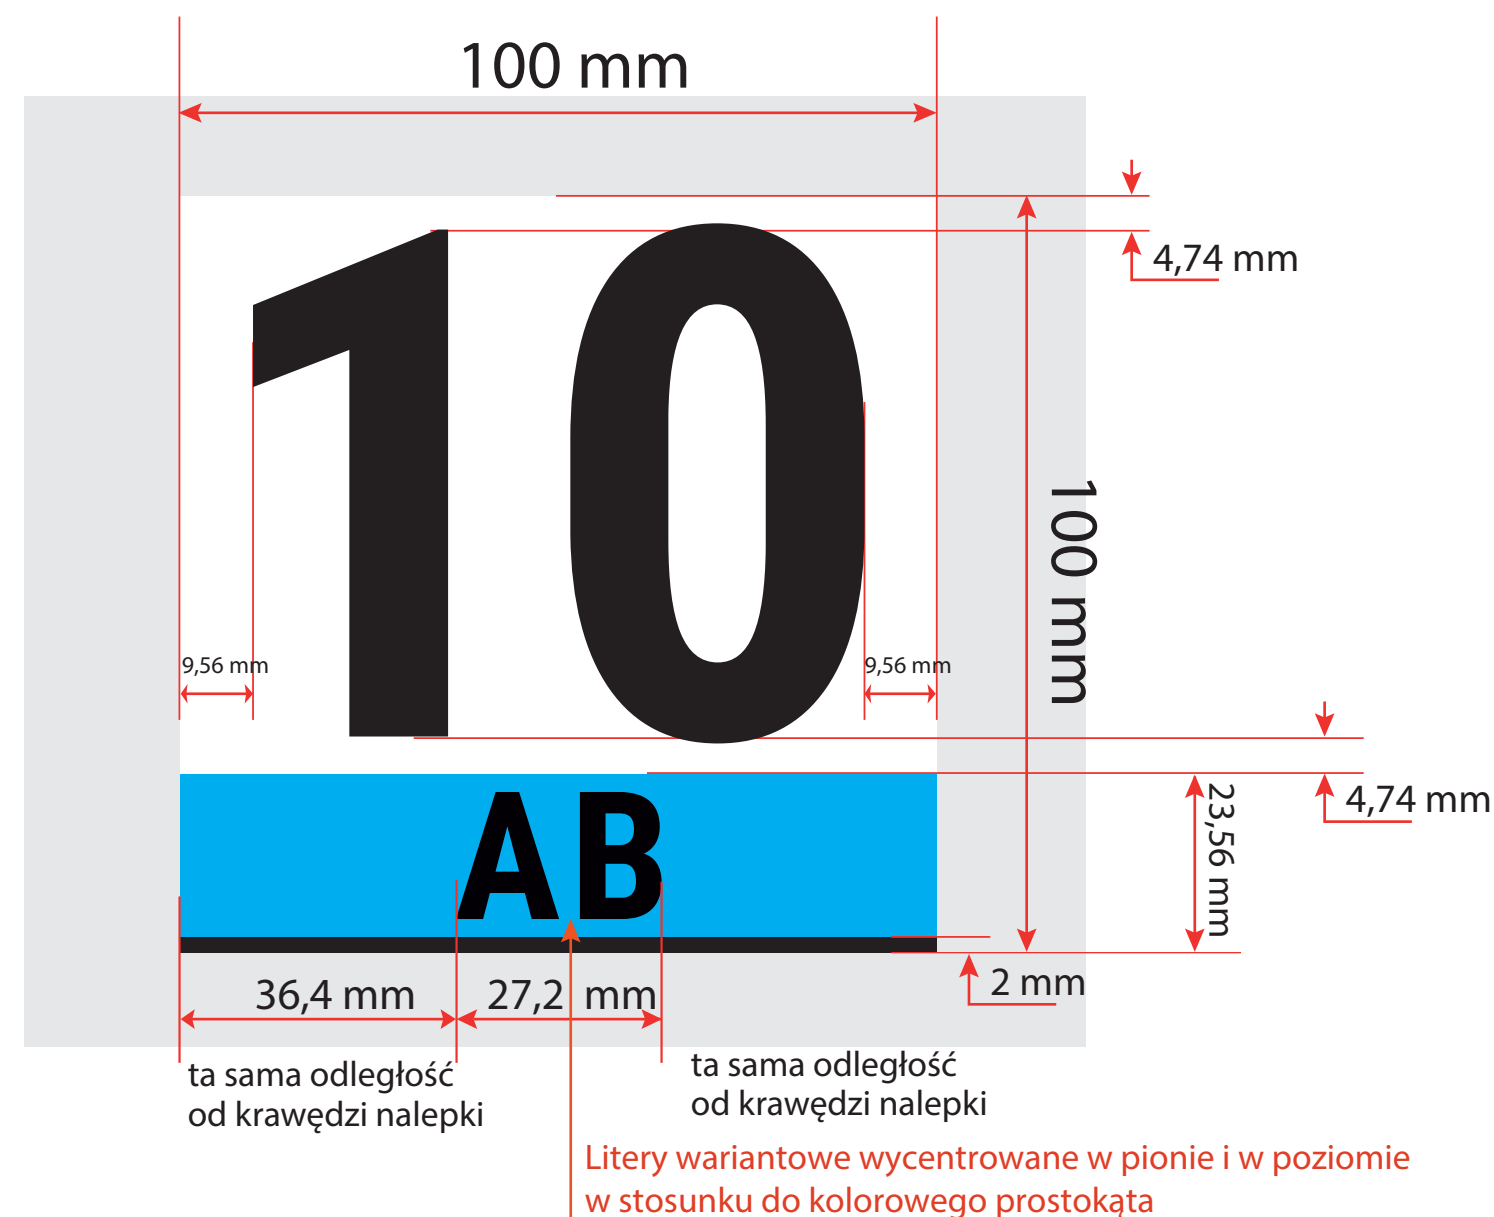 100 mm
4,74 mm
10
100 mm
9,56 mm
9,56 mm
4,74 mm
23,56 mm
AB
2 mm
36,4 mm
27,2 mm
ta sama odległość
od krawędzi nalepki
ta sama odległość
od krawędzi nalepki
Litery wariantowe wycentrowane w pionie i w poziomie
w stosunku do kolorowego prostokąta